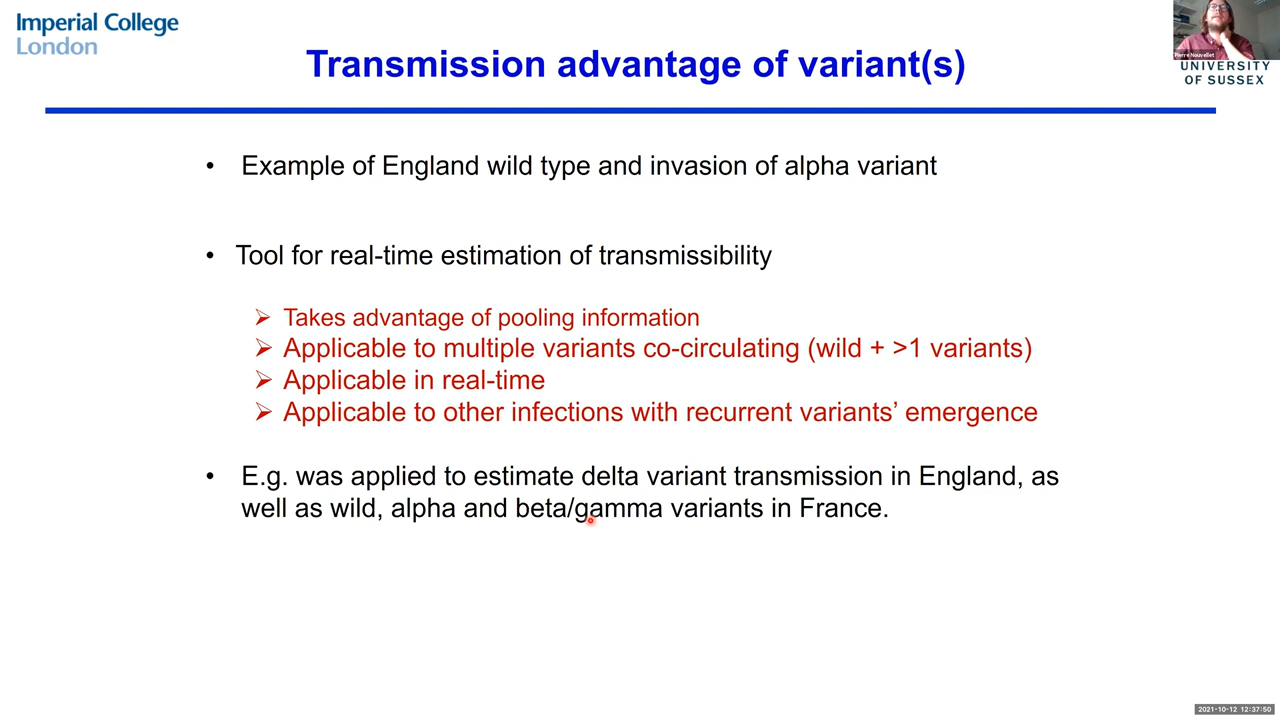 Imperial College
London
Transmission advantage of variant(s)
Pierre Nouvellet
UNIVERSITY
OF SUSSEX
• Example of England wild type and invasion of alpha variant
• Tool for real-time estimation of transmissibility
➢ Takes advantage of pooling information
➢ Applicable to multiple variants co-circulating (wild + >1 variants)
➢ Applicable in real-time
➢ Applicable to other infections with recurrent variants’ emergence
• E.g. was applied to estimate delta variant transmission in England, as
well as wild, alpha and beta/gamma variants in France.
2021-10-12 12:37:50